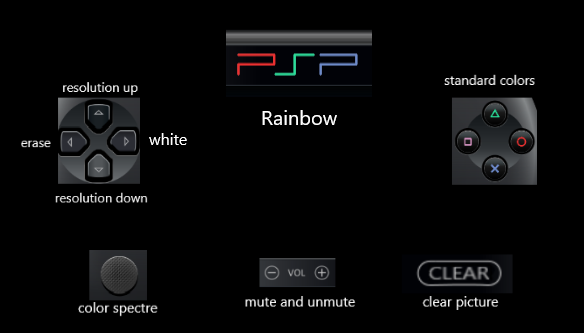 PSP
Rainbow
resolution up
erase
white
resolution down
standard colors
color spectre
VOL
mute and unmute
CLEAR
clear picture